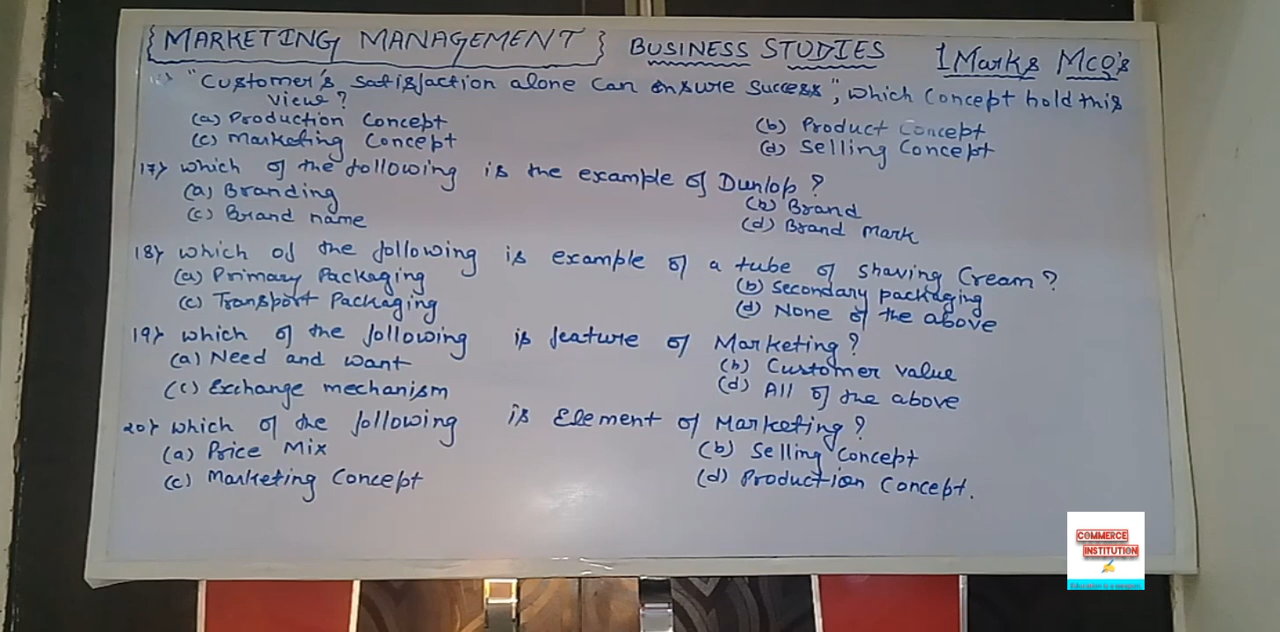 {MARKETING MANAGEMENT} BUSINESS STUDIES 1 Marks MCQ's
"Customer's satisfaction alone can ensure success", which concept hold this view?
(a) Production Concept (b) Product Concept
(c) Marketing Concept (d) Selling Concept
17} which of the following is the example of Dunlop?
(a) Branding (b) Brand
(c) Brand name (d) Brand Mark
18} which of the following is example of a tube of shaving Cream?
(a) Primary Packaging (b) Secondary packaging
(c) Transport Packaging (d) None of the above
19} which of the following is feature of Marketing?
(a) Need and want (b) Customer value
(c) Exchange mechanism (d) All of the above
20} which of the following is Element of Marketing?
(a) Price Mix (b) Selling Concept
(c) Marketing Concept (d) Production Concept.
COMMERCE
INSTITUTION